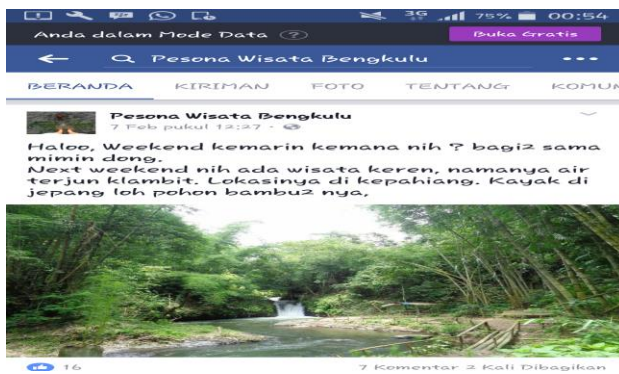 3G 75% 00:54
Anda dalam Mode Data ? Buka Gratis
Pesona Wisata Bengkulu
BERANDA KIRIMAN FOTO TENTANG KOMUN
Pesona Wisata Bengkulu
7 Feb pukul 12:27
Haloo, Weekend kemarin kemana nih ? bagi2 sama
mimin dong.
Next weekend nih ada wisata keren, namanya air
terjun klambit. Lokasinya di kepahiang. Kayak di
jepang loh pohon bambu2 nya,
16 7 Komentar 2 Kali Dibagikan